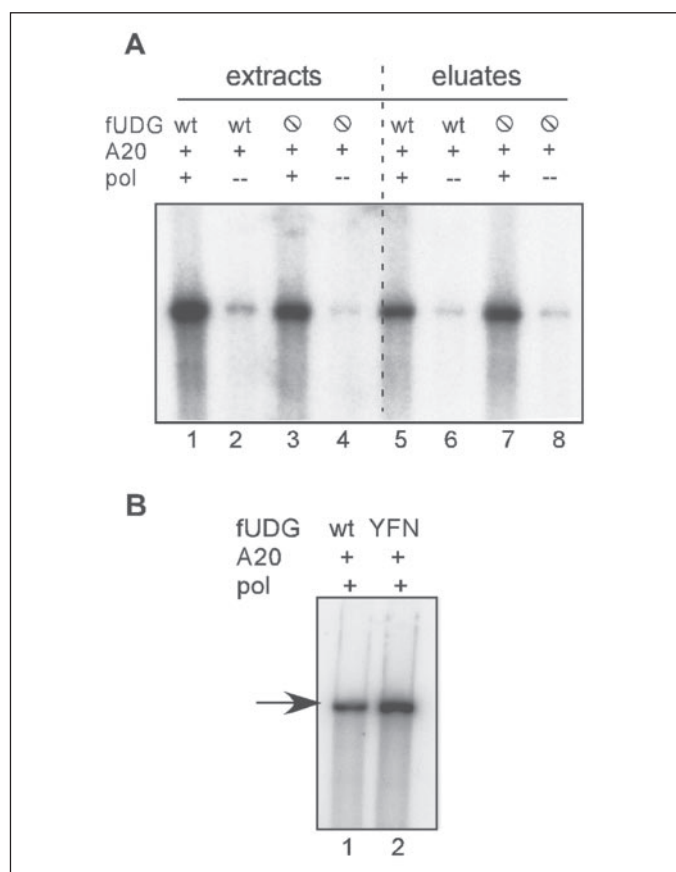 A
extracts eluates
fUDG wt wt ⦸ ⦸ wt wt ⦸ ⦸
A20 + + + + + + + +
pol + -- + -- + -- + --
1 2 3 4 5 6 7 8
B
fUDG wt YFN
A20 + +
pol + +
1 2